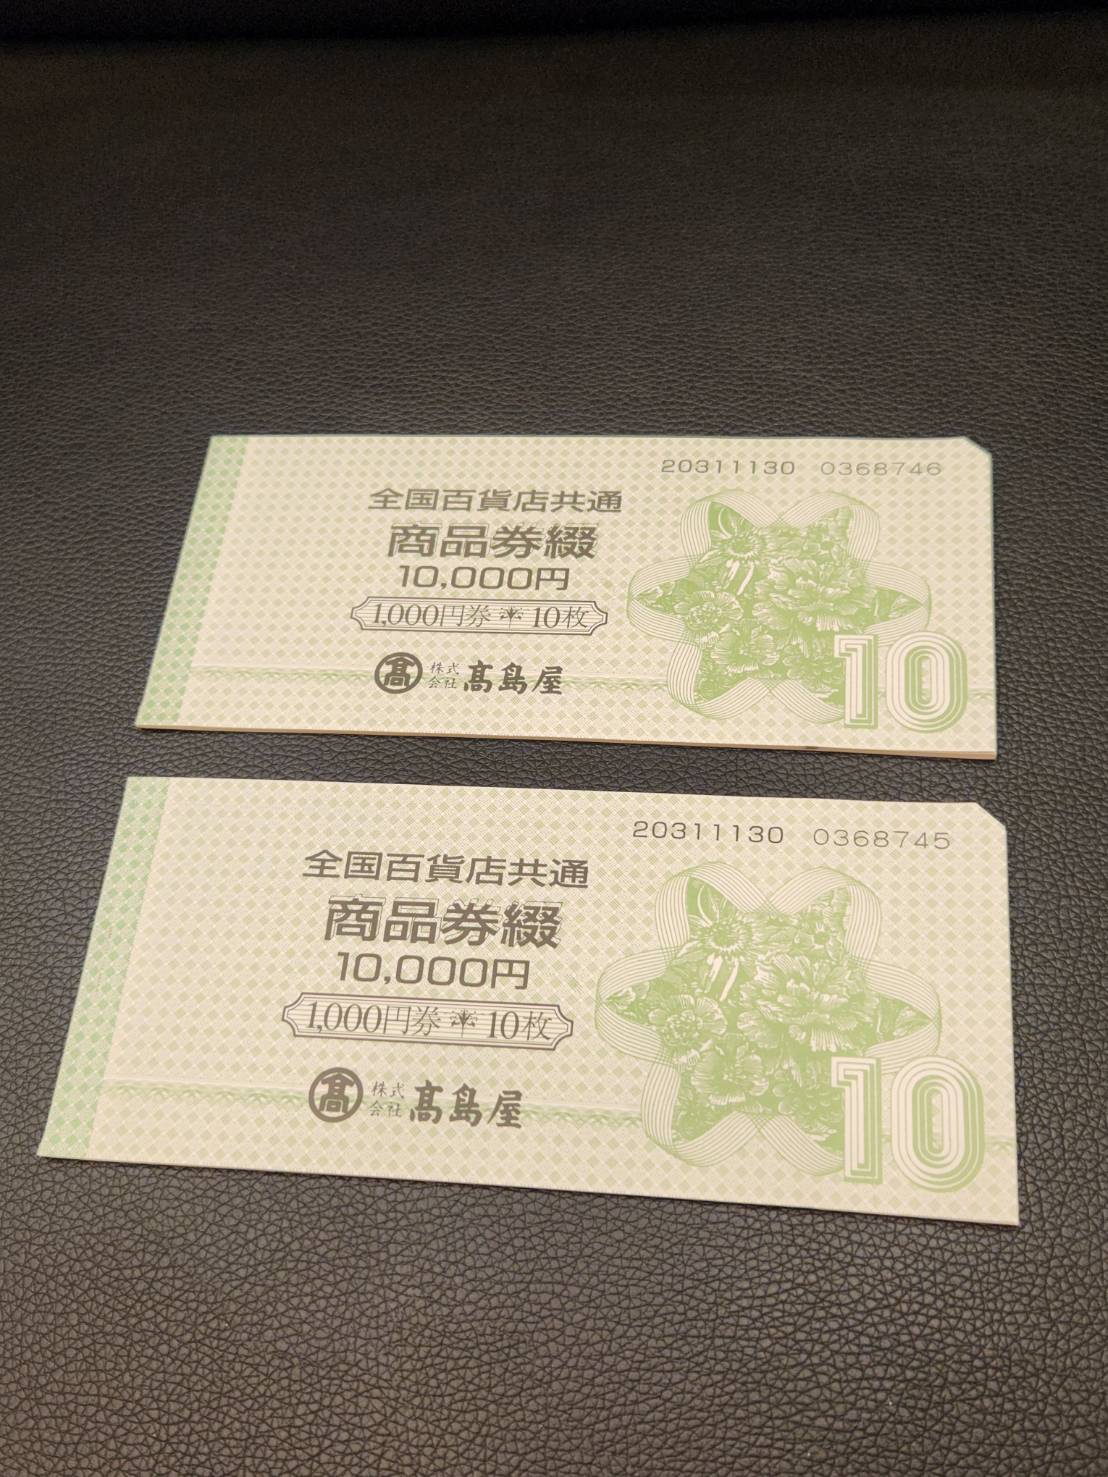 20311130 0368746
全国百貨店共通
商品券綴
10,000円
1,000円券 10枚
髙 株式会社 髙島屋
10
20311130 0368745
全国百貨店共通
商品券綴
10,000円
1,000円券 10枚
髙 株式会社 髙島屋
10